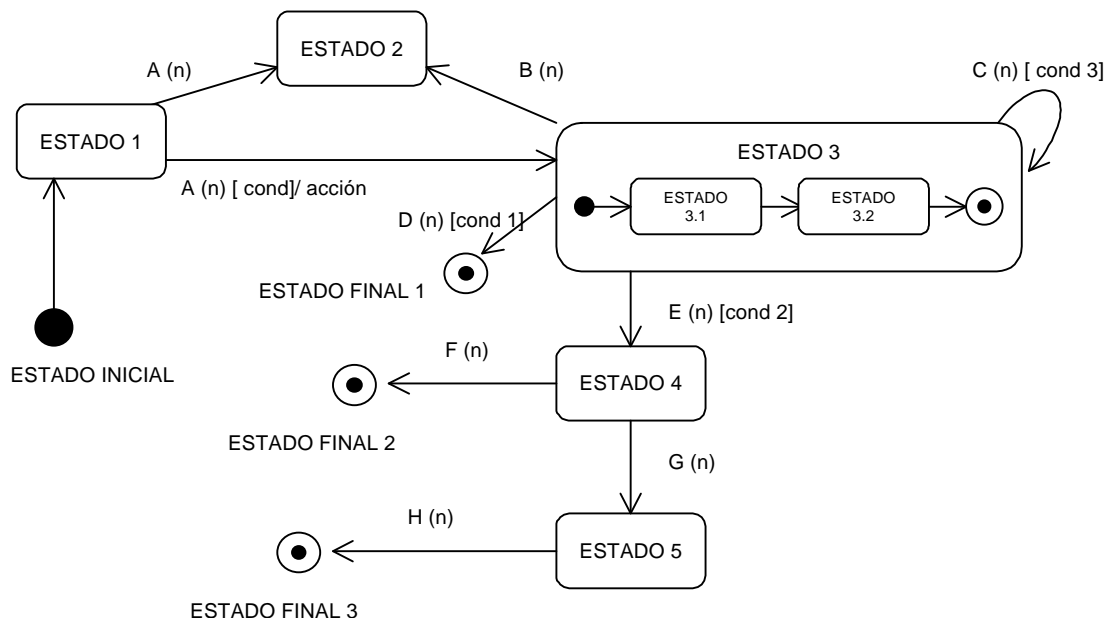 ESTADO 2
A (n)
B (n)
C (n) [ cond 3]
ESTADO 1
ESTADO 3
A (n) [ cond]/ acción
ESTADO
3.1
ESTADO
3.2
D (n) [cond 1]
ESTADO FINAL 1
E (n) [cond 2]
F (n)
ESTADO INICIAL
ESTADO 4
ESTADO FINAL 2
G (n)
H (n)
ESTADO 5
ESTADO FINAL 3